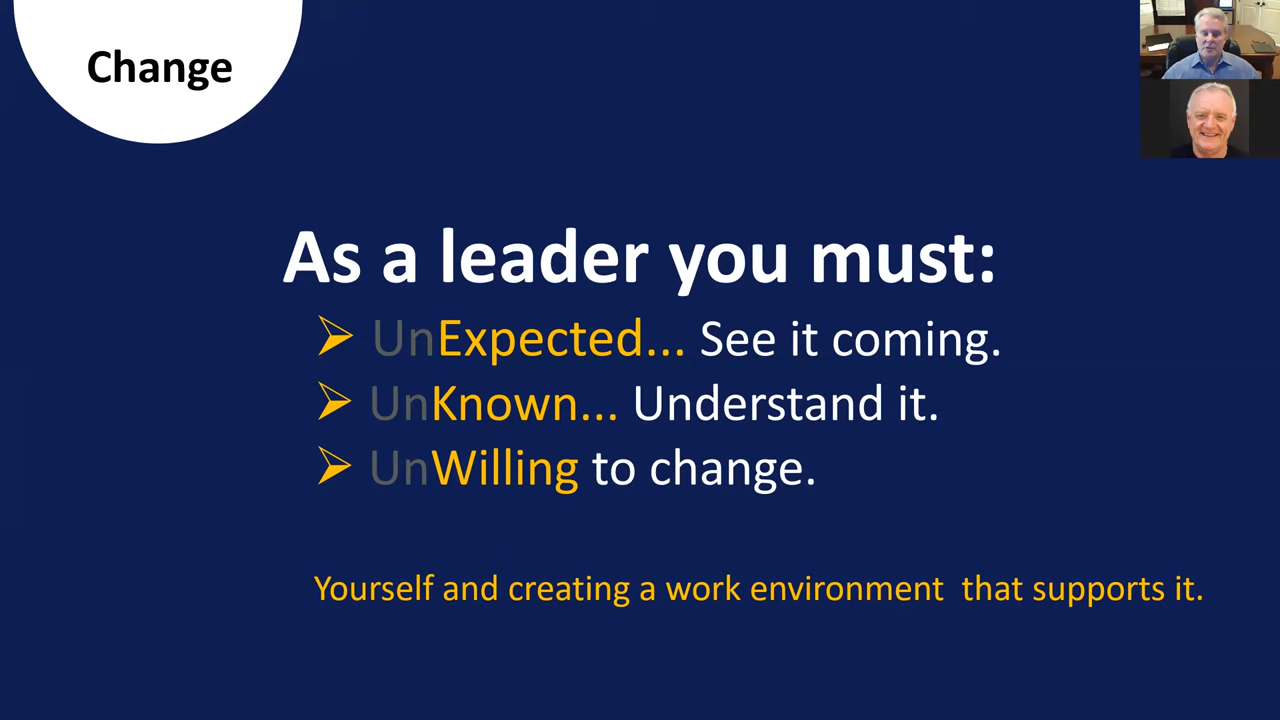 Change
As a leader you must:
➢ UnExpected... See it coming.
➢ UnKnown... Understand it.
➢ UnWilling to change.
Yourself and creating a work environment  that supports it.